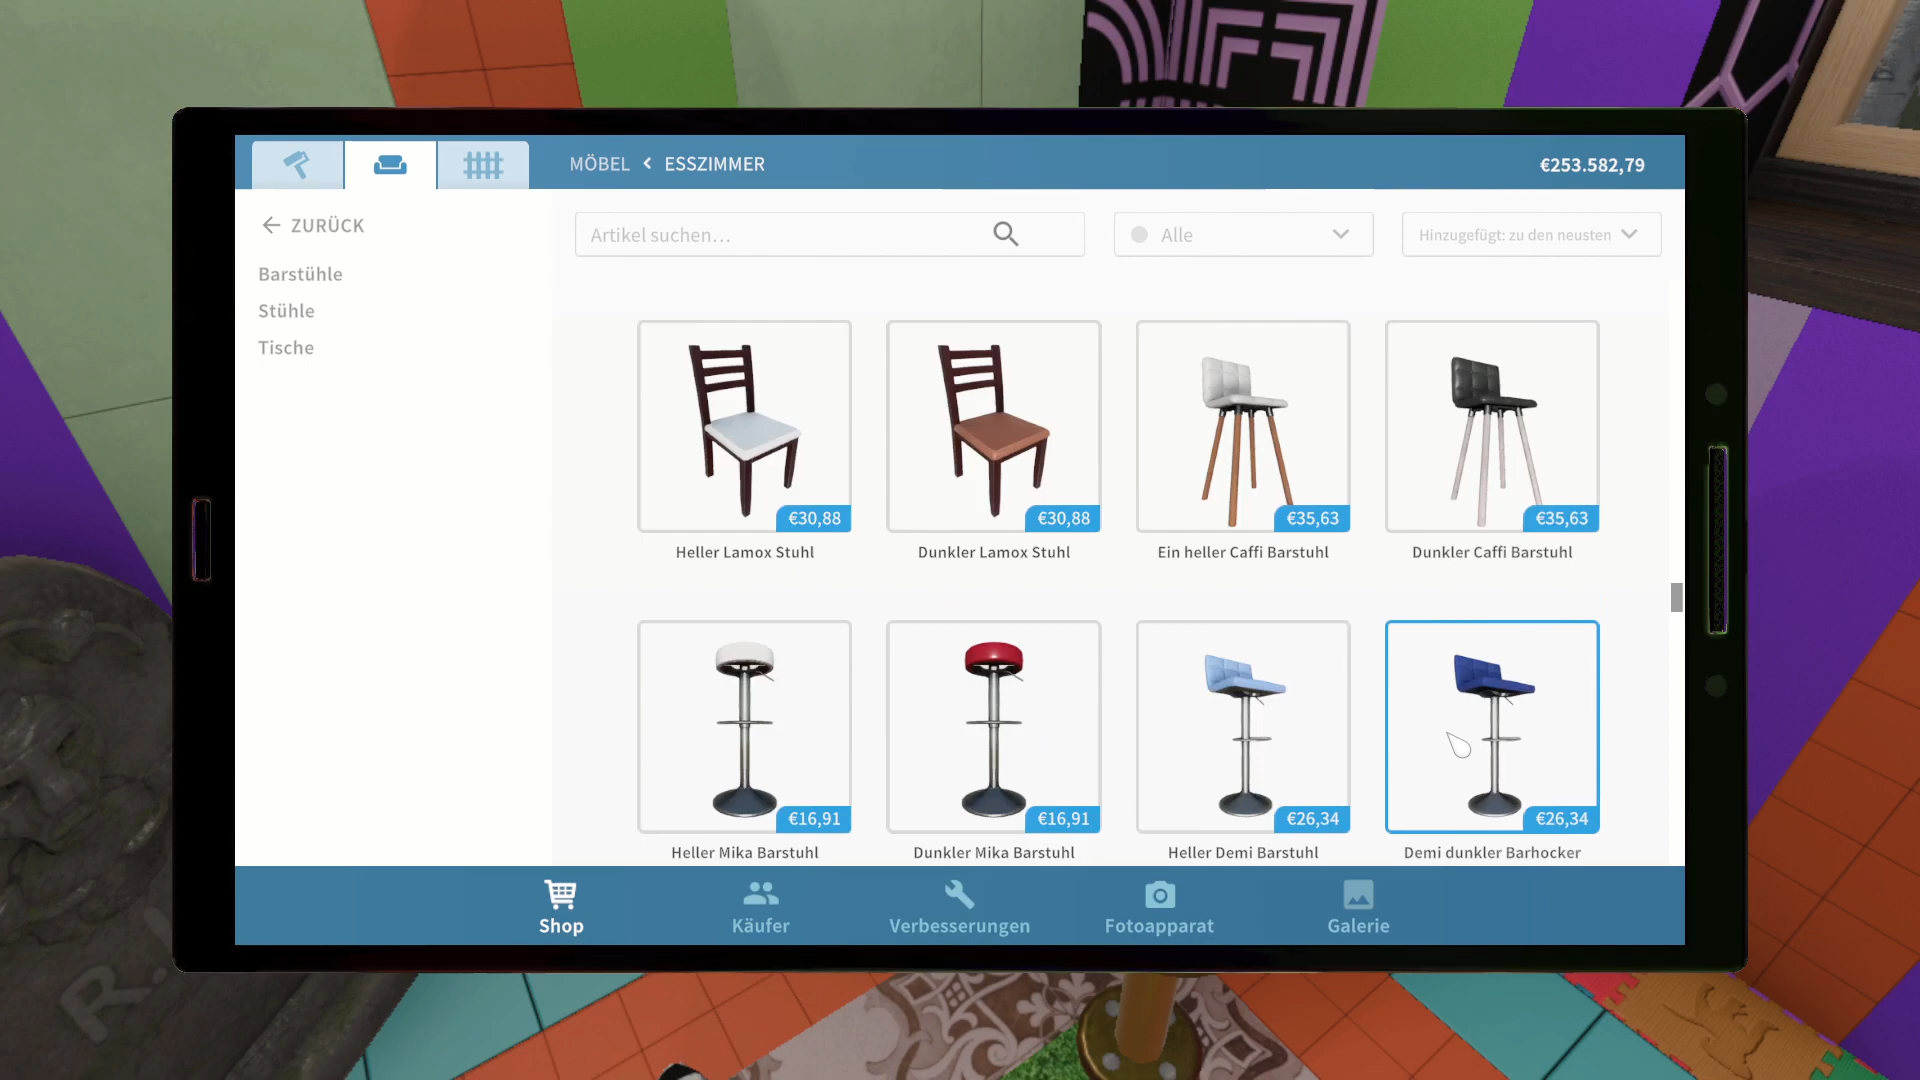 MÖBEL < ESSZIMMER
€253.582,79
ZURÜCK
Barstühle
Stühle
Tische
Artikel suchen...
Alle
Hinzugefügt: zu den neusten
€30,88
€30,88
€35,63
€35,63
Heller Lamox Stuhl
Dunkler Lamox Stuhl
Ein heller Caffi Barstuhl
Dunkler Caffi Barstuhl
€16,91
€16,91
€26,34
€26,34
Heller Mika Barstuhl
Dunkler Mika Barstuhl
Heller Demi Barstuhl
Demi dunkler Barhocker
Shop
Käufer
Verbesserungen
Fotoapparat
Galerie